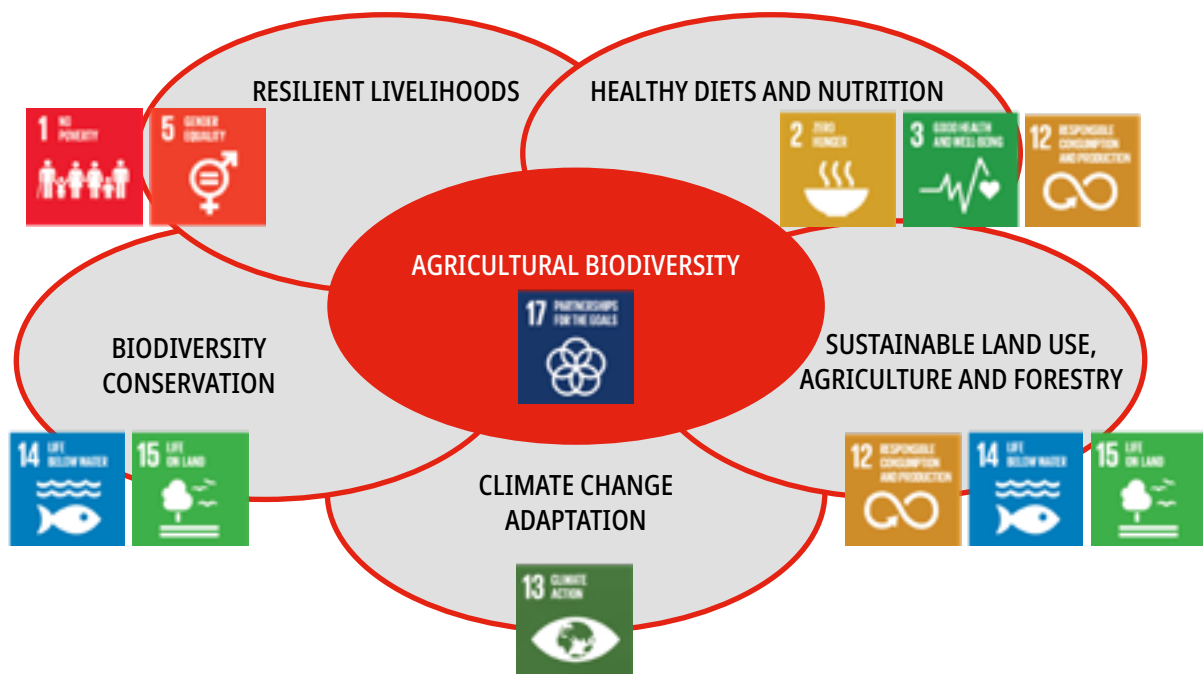 RESILIENT LIVELIHOODS
HEALTHY DIETS AND NUTRITION
1 NO
POVERTY
5 GENDER
EQUALITY
2 ZERO
HUNGER
3 GOOD HEALTH
AND WELL-BEING
12 RESPONSIBLE
CONSUMPTION
AND PRODUCTION
AGRICULTURAL BIODIVERSITY
17 PARTNERSHIPS
FOR THE GOALS
BIODIVERSITY
CONSERVATION
SUSTAINABLE LAND USE,
AGRICULTURE AND FORESTRY
14 LIFE
BELOW WATER
15 LIFE
ON LAND
CLIMATE CHANGE
ADAPTATION
12 RESPONSIBLE
CONSUMPTION
AND PRODUCTION
14 LIFE
BELOW WATER
15 LIFE
ON LAND
13 CLIMATE
ACTION